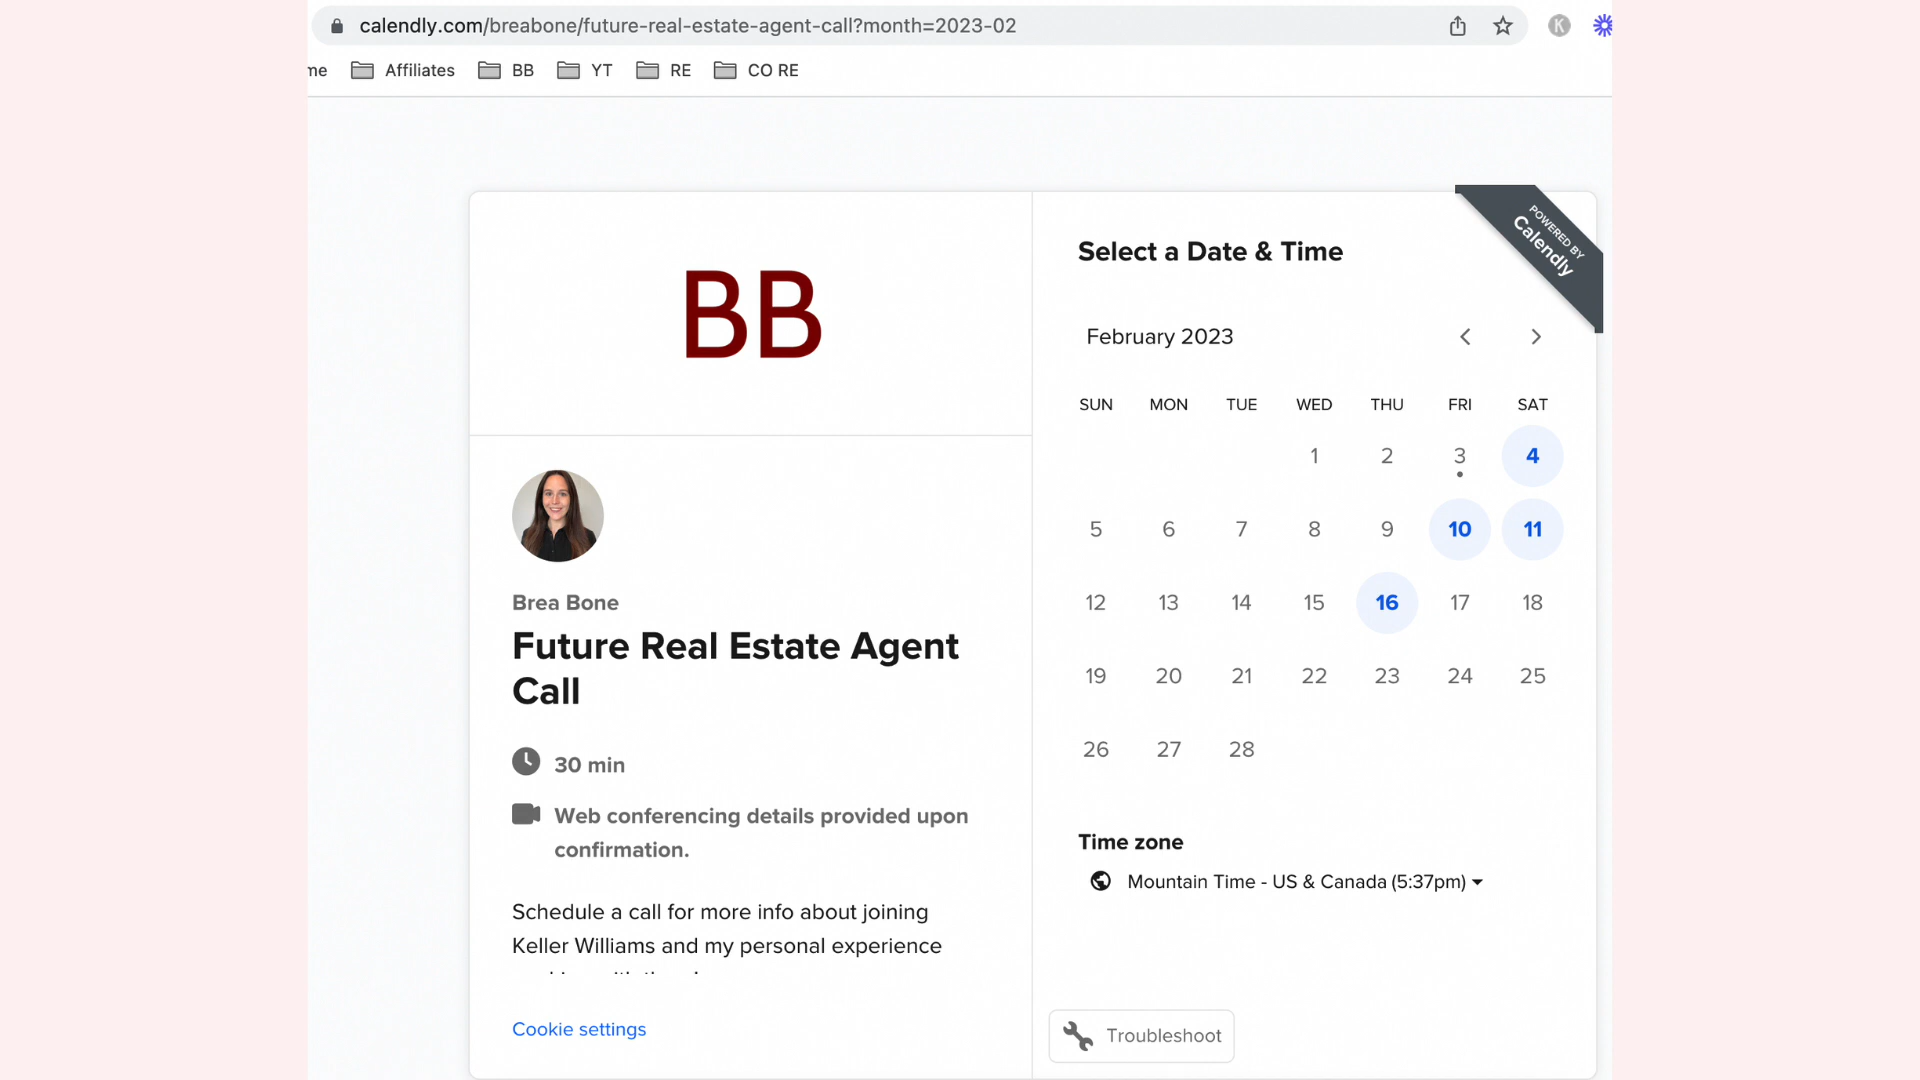 calendly.com/breabone/future-real-estate-agent-call?month=2023-02
K
me Affiliates BB YT RE CO RE
POWERED BY
Calendly
BB
Brea Bone
Future Real Estate Agent
Call
30 min
Web conferencing details provided upon
confirmation.
Schedule a call for more info about joining
Keller Williams and my personal experience
Cookie settings
Select a Date & Time
February 2023
SUN MON TUE WED THU FRI SAT
1 2 3 4
5 6 7 8 9 10 11
12 13 14 15 16 17 18
19 20 21 22 23 24 25
26 27 28
Time zone
Mountain Time - US & Canada (5:37pm)
Troubleshoot